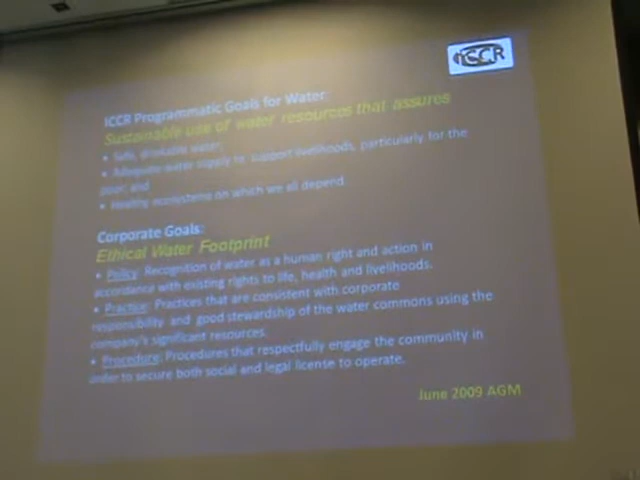 ICCR
ICCR Programmatic Goals for Water:
Sustainable use of water resources that assures
• Safe, available water;
• Adequate water supply to support livelihoods, particularly for the
poor; and
• Healthy ecosystems on which we all depend
Corporate Goals:
Ethical Water Footprint
• Policy: Recognition of water as a human right and action in
accordance with existing rights to life, health and livelihoods.
• Practice: Practices that are consistent with corporate
responsibility and good stewardship of the water commons using the
company's significant resources.
• Procedure: Procedures that respectfully engage the community in
order to secure both social and legal license to operate.
June 2009 AGM